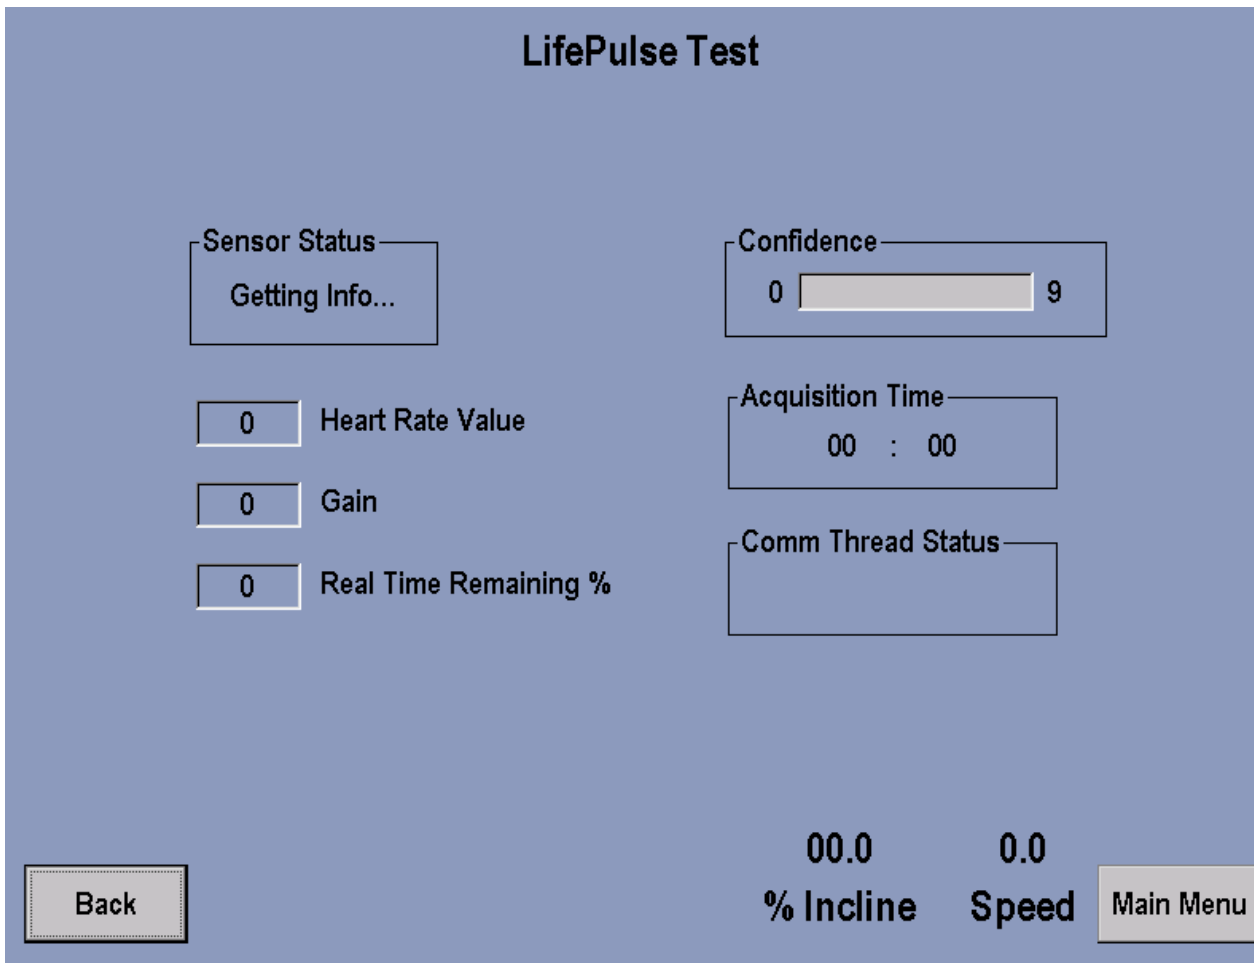 LifePulse Test
Sensor Status
Getting Info...
Confidence
0 9
0 Heart Rate Value
Acquisition Time
00 : 00
0 Gain
Comm Thread Status
0 Real Time Remaining %
00.0 0.0
% Incline Speed
Back
Main Menu